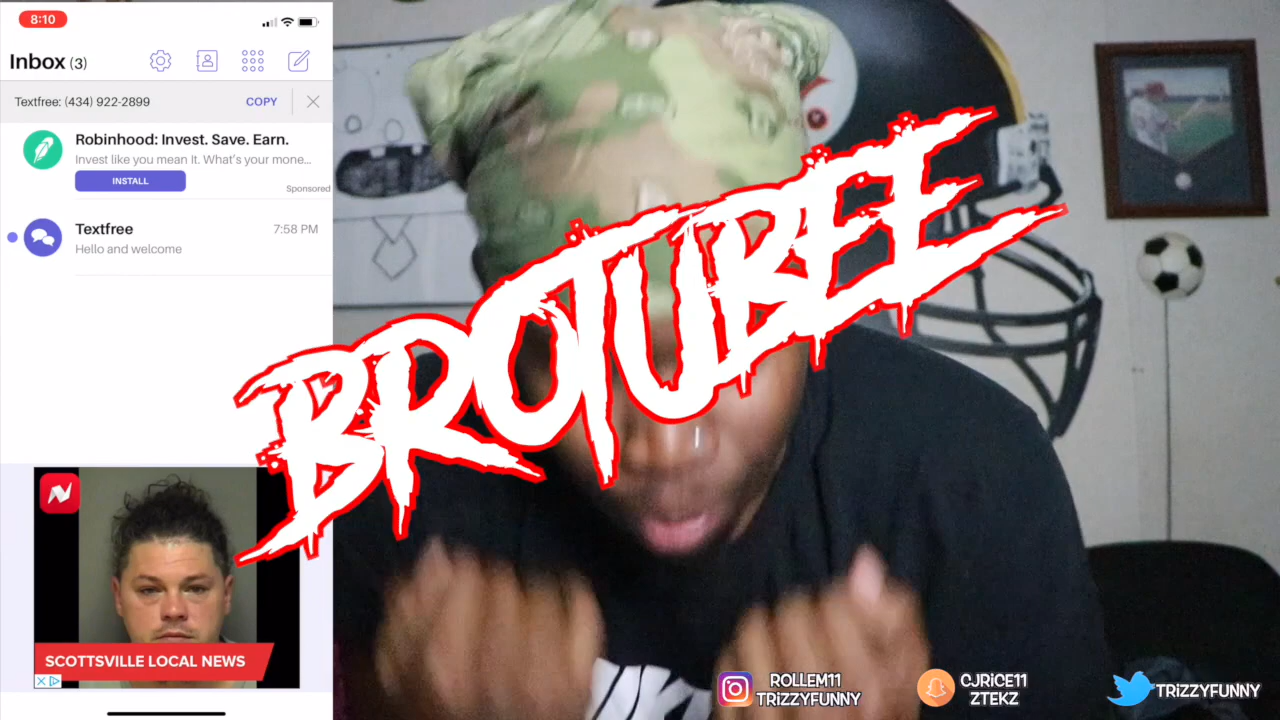 8:10
Inbox (3)
Textfree: (434) 922-2899
COPY
Robinhood: Invest. Save. Earn.
Invest like you mean It. What's your mone...
INSTALL
Sponsored
Textfree
7:58 PM
Hello and welcome
BROTUBEE
SCOTTSVILLE LOCAL NEWS
ROLLEM11
TRIZZYFUNNY
CJRICE11
ZTEKZ
TRIZZYFUNNY